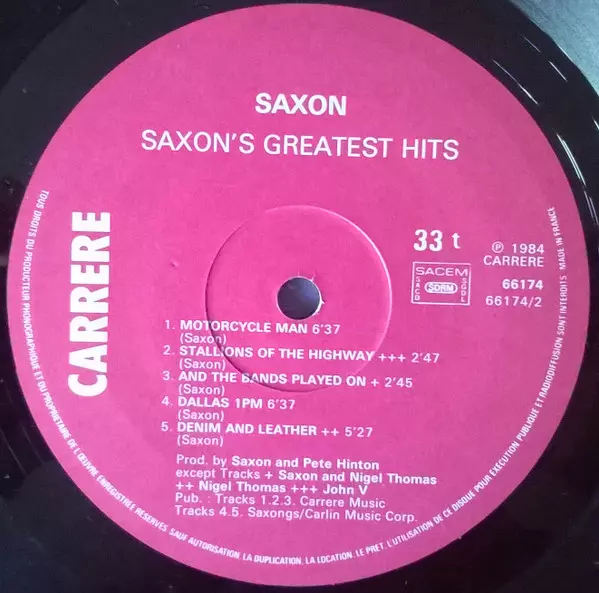 SAXON
SAXON'S GREATEST HITS
CARRERE
33 t
℗ 1984
CARRERE
SACEM
SACD
SDRM
SGDL
66174
66174/2
1. MOTORCYCLE MAN 6'37
(Saxon)
2. STALLIONS OF THE HIGHWAY +++ 2'47
(Saxon)
3. AND THE BANDS PLAYED ON + 2'45
(Saxon)
4. DALLAS 1PM 6'37
(Saxon)
5. DENIM AND LEATHER ++ 5'27
(Saxon)
Prod. by Saxon and Pete Hinton
except Tracks + Saxon and Nigel Thomas
++ Nigel Thomas +++ John V
Pub. : Tracks 1.2.3. Carrere Music
Tracks 4.5. Saxongs/Carlin Music Corp.
TOUS DROITS DU PRODUCTEUR PHONOGRAPHIQUE ET DU PROPRIETAIRE DE L'ŒUVRE ENREGISTREE RESERVES. SAUF AUTORISATION, LA DUPLICATION, LA LOCATION, LE PRET, L'UTILISATION DE CE DISQUE POUR EXECUTION PUBLIQUE ET RADIODIFFUSION SONT INTERDITS MADE IN FRANCE